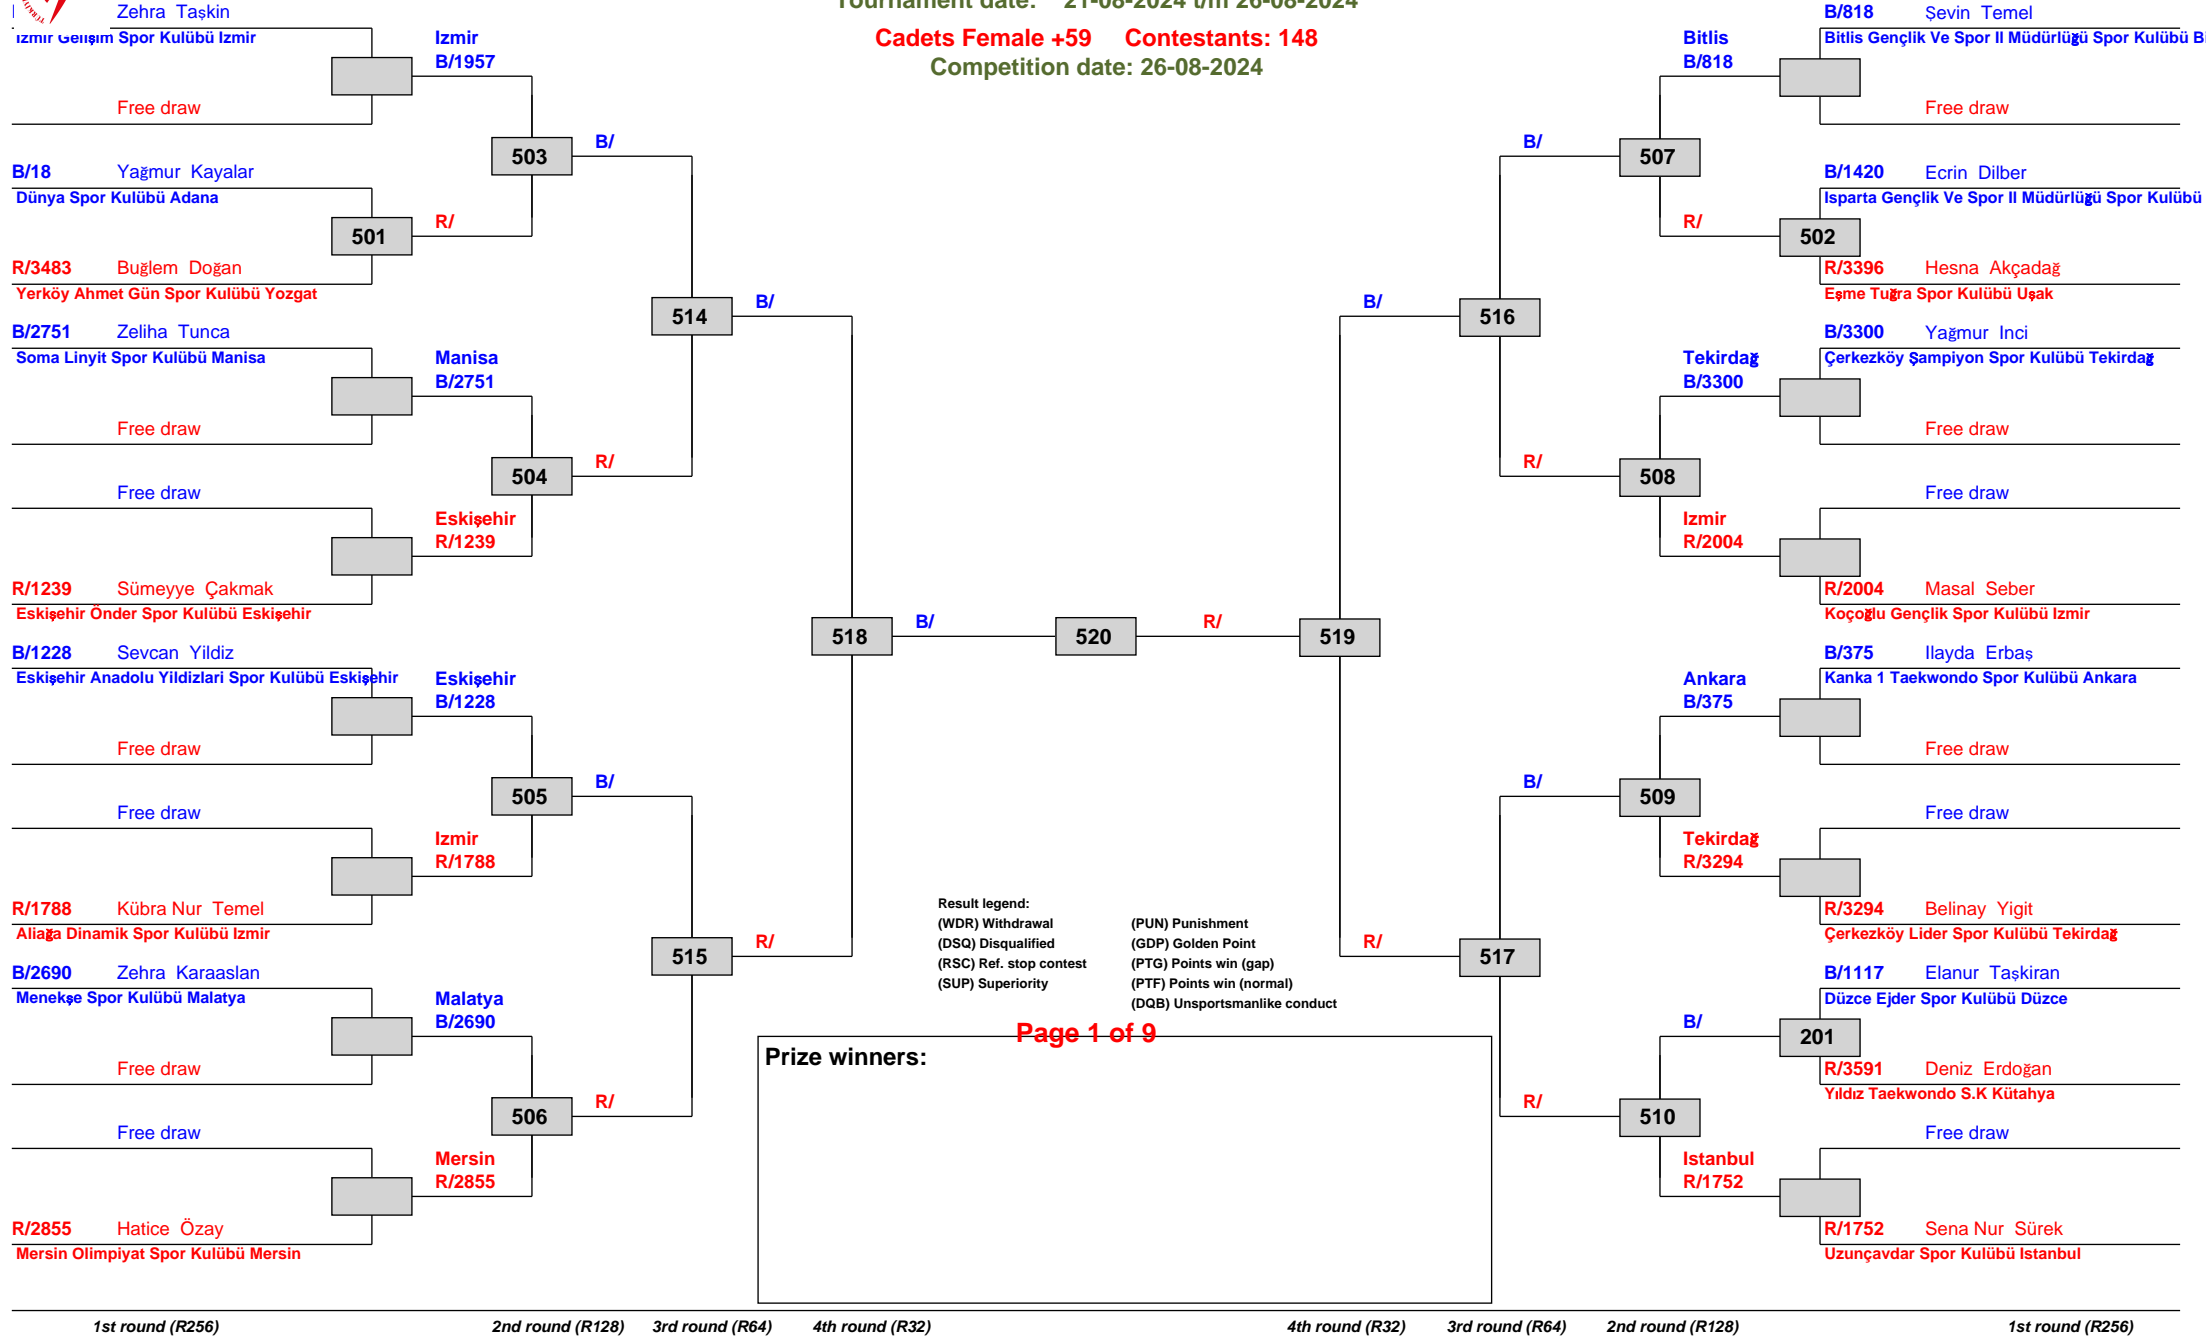 Tournament date: 21-08-2024 t/m 26-08-2024
Cadets Female +59 Contestants: 148
Competition date: 26-08-2024
Zehra Taşkin
Izmir Gelişim Spor Kulübü Izmir
Free draw
Izmir
B/1957
B/18 Yağmur Kayalar
Dünya Spor Kulübü Adana
501
R/3483 Buğlem Doğan
Yerköy Ahmet Gün Spor Kulübü Yozgat
R/
503
B/
B/2751 Zeliha Tunca
Soma Linyit Spor Kulübü Manisa
Free draw
Manisa
B/2751
504
R/
Free draw
Eskişehir
R/1239
R/1239 Sümeyye Çakmak
Eskişehir Önder Spor Kulübü Eskişehir
514
B/
B/1228 Sevcan Yildiz
Eskişehir Anadolu Yildizlari Spor Kulübü Eskişehir
Free draw
Eskişehir
B/1228
505
B/
Free draw
Izmir
R/1788
R/1788 Kübra Nur Temel
Aliağa Dinamik Spor Kulübü Izmir
515
R/
B/2690 Zehra Karaaslan
Menekşe Spor Kulübü Malatya
Free draw
Malatya
B/2690
506
R/
Free draw
Mersin
R/2855
R/2855 Hatice Özay
Mersin Olimpiyat Spor Kulübü Mersin
518
B/
520
R/
519
B/818 Şevin Temel
Bitlis Gençlik Ve Spor Il Müdürlüğü Spor Kulübü Bi
Free draw
Bitlis
B/818
507
B/
B/1420 Ecrin Dilber
Isparta Gençlik Ve Spor Il Müdürlüğü Spor Kulübü
502
R/
R/3396 Hesna Akçadağ
Eşme Tuğra Spor Kulübü Uşak
516
B/
B/3300 Yağmur Inci
Çerkezköy Şampiyon Spor Kulübü Tekirdağ
Free draw
Tekirdağ
B/3300
508
R/
Free draw
Izmir
R/2004
R/2004 Masal Seber
Koçoğlu Gençlik Spor Kulübü Izmir
B/375 Ilayda Erbaş
Kanka 1 Taekwondo Spor Kulübü Ankara
Free draw
Ankara
B/375
509
B/
Free draw
Tekirdağ
R/3294
R/3294 Belinay Yigit
Çerkezköy Lider Spor Kulübü Tekirdağ
517
R/
B/1117 Elanur Taşkiran
Düzce Ejder Spor Kulübü Düzce
201
B/
R/3591 Deniz Erdoğan
Yıldız Taekwondo S.K Kütahya
510
R/
Free draw
Istanbul
R/1752
R/1752 Sena Nur Sürek
Uzunçavdar Spor Kulübü Istanbul
Result legend:
(WDR) Withdrawal (PUN) Punishment
(DSQ) Disqualified (GDP) Golden Point
(RSC) Ref. stop contest (PTG) Points win (gap)
(SUP) Superiority (PTF) Points win (normal)
(DQB) Unsportsmanlike conduct
Page 1 of 9
Prize winners:
1st round (R256) 2nd round (R128) 3rd round (R64) 4th round (R32) 4th round (R32) 3rd round (R64) 2nd round (R128) 1st round (R256)